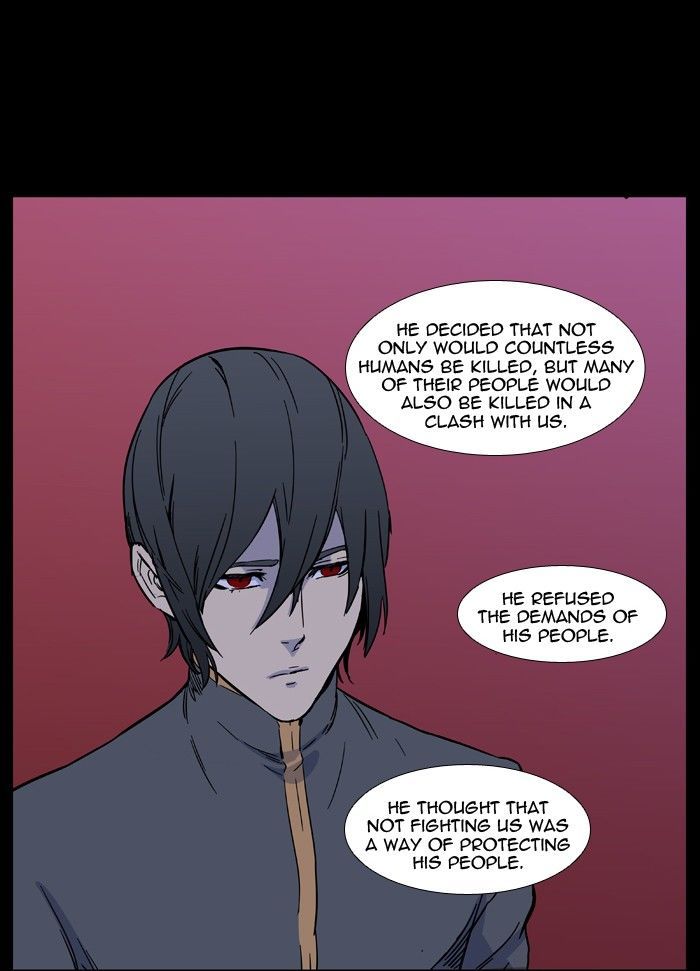 HE DECIDED THAT NOT
ONLY WOULD COUNTLESS
HUMANS BE KILLED, BUT MANY
OF THEIR PEOPLE WOULD
ALSO BE KILLED IN A
CLASH WITH US.
HE REFUSED
THE DEMANDS OF
HIS PEOPLE.
HE THOUGHT THAT
NOT FIGHTING US WAS
A WAY OF PROTECTING
HIS PEOPLE.